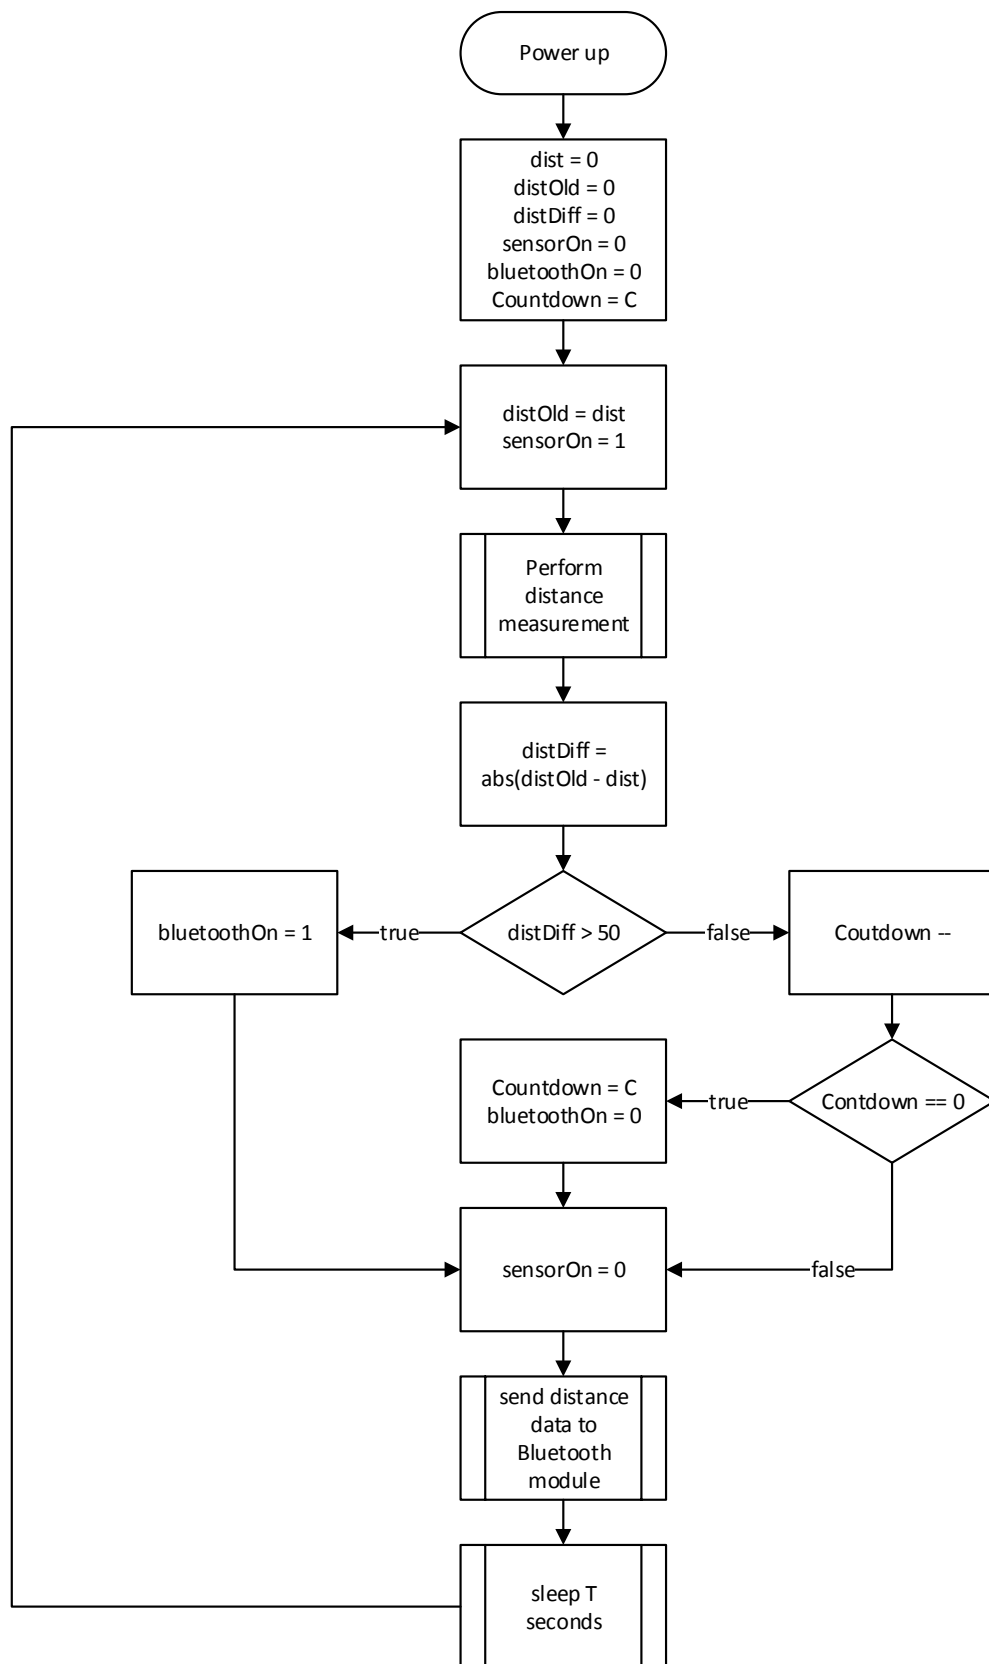 Power up
dist = 0
distOld = 0
distDiff = 0
sensorOn = 0
bluetoothOn = 0
Countdown = C
distOld = dist
sensorOn = 1
Perform
distance
measurement
distDiff =
abs(distOld - dist)
bluetoothOn = 1
true
distDiff > 50
false
Coutdown --
Countdown = C
bluetoothOn = 0
true
Contdown == 0
sensorOn = 0
false
send distance
data to
Bluetooth
module
sleep T
seconds